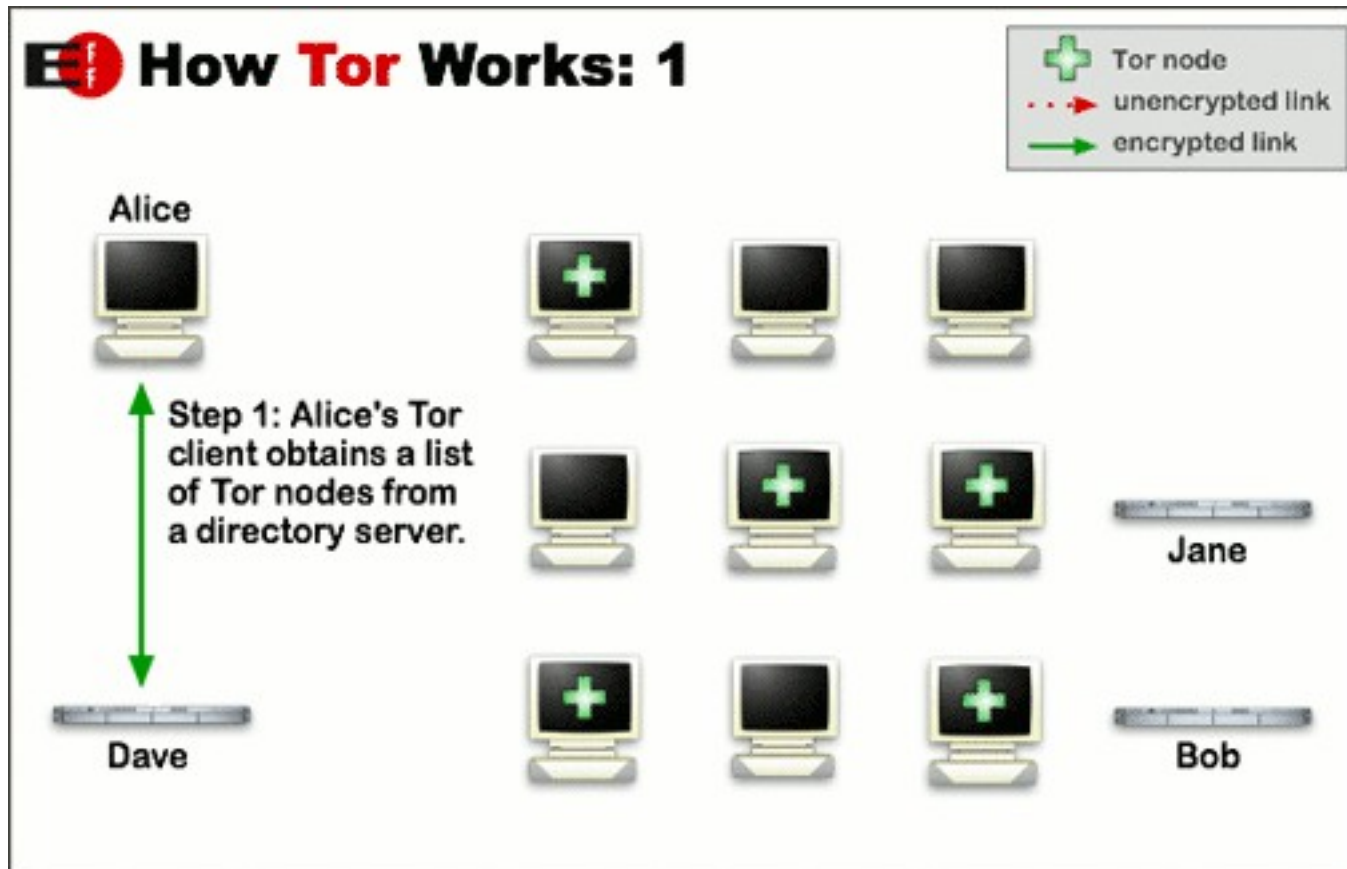 EFF How Tor Works: 1
Tor node
unencrypted link
encrypted link
Alice
Step 1: Alice's Tor
client obtains a list
of Tor nodes from
a directory server.
Jane
Dave
Bob